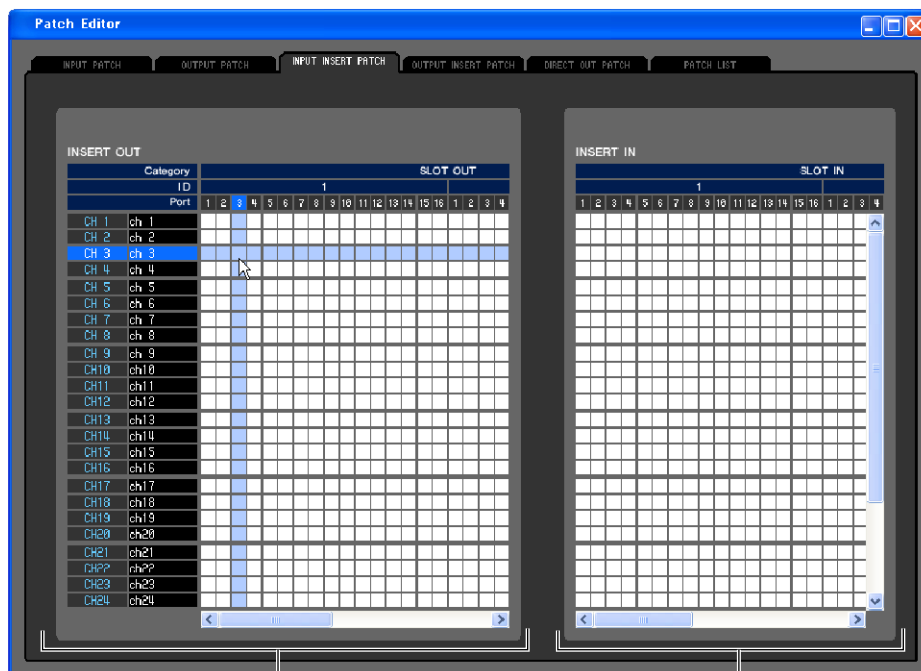 Patch Editor
INPUT PATCH OUTPUT PATCH INPUT INSERT PATCH OUTPUT INSERT PATCH DIRECT OUT PATCH PATCH LIST
INSERT OUT
Category SLOT OUT
ID 1
Port 1 2 3 4 5 6 7 8 9 10 11 12 13 14 15 16 1 2 3 4
CH 1 ch 1
CH 2 ch 2
CH 3 ch 3
CH 4 ch 4
CH 5 ch 5
CH 6 ch 6
CH 7 ch 7
CH 8 ch 8
CH 9 ch 9
CH10 ch10
CH11 ch11
CH12 ch12
CH13 ch13
CH14 ch14
CH15 ch15
CH16 ch16
CH17 ch17
CH18 ch18
CH19 ch19
CH20 ch20
CH21 ch21
CH22 ch22
CH23 ch23
CH24 ch24
INSERT IN
SLOT IN
1
1 2 3 4 5 6 7 8 9 10 11 12 13 14 15 16 1 2 3 4